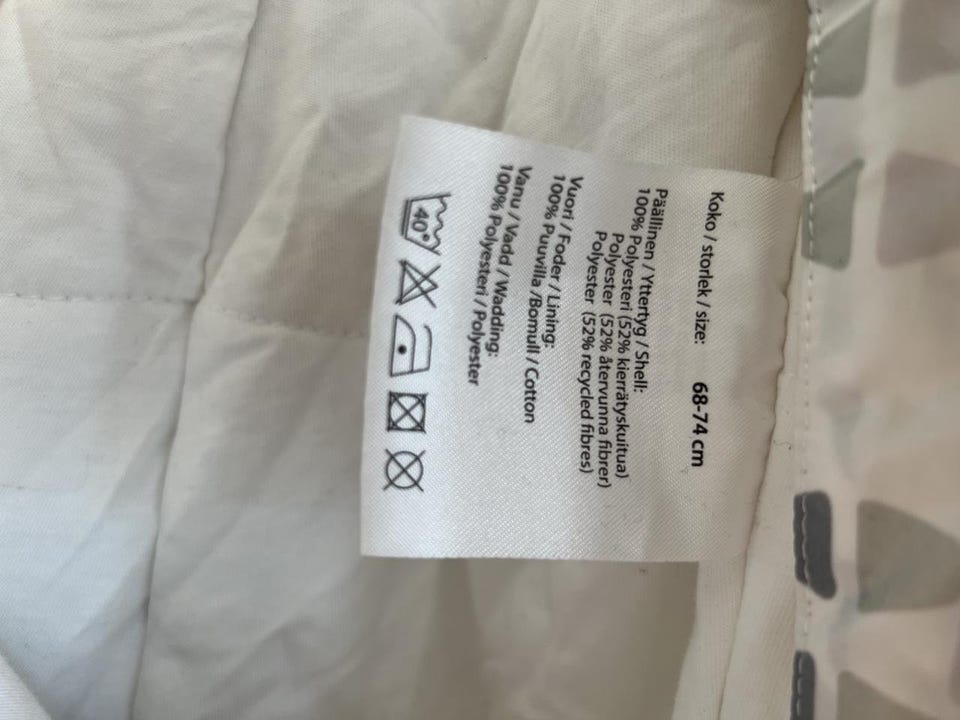 Koko / storlek / size: 68-74 cm
Päällinen / Yttertyg / Shell:
100% Polyesteri (52% kierrätyskuitua)
Polyester (52% återvunna fibrer)
Polyester (52% recycled fibres)
Vuori / Foder / Lining:
100% Puuvilla /Bomull / Cotton
Vanu / Vadd / Wadding:
100% Polyesteri / Polyester
40°